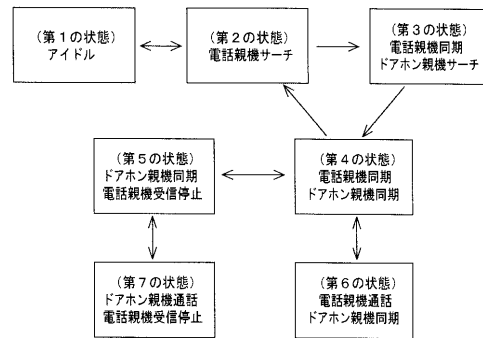 (第1の状態)
アイドル
(第2の状態)
電話親機サーチ
(第3の状態)
電話親機同期
ドアホン親機サーチ
(第5の状態)
ドアホン親機同期
電話親機受信停止
(第4の状態)
電話親機同期
ドアホン親機同期
(第7の状態)
ドアホン親機通話
電話親機受信停止
(第6の状態)
電話親機通話
ドアホン親機同期